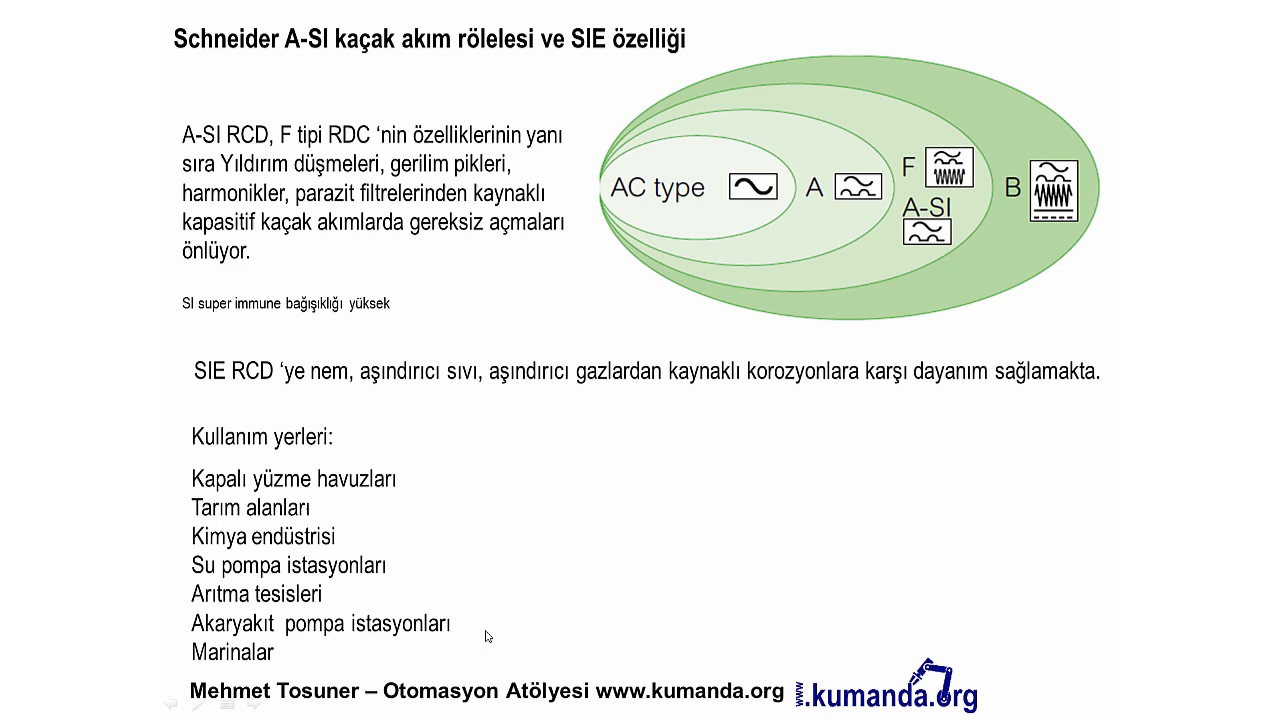 Schneider A-SI kaçak akım rölelesi ve SIE özelliği
A-SI RCD, F tipi RDC ‘nin özelliklerinin yanı
sıra Yıldırım düşmeleri, gerilim pikleri,
harmonikler, parazit filtrelerinden kaynaklı
kapasitif kaçak akımlarda gereksiz açmaları
önlüyor.
SI super immune bağışıklığı yüksek
AC type
A
F
A-SI
B
SIE RCD ‘ye nem, aşındırıcı sıvı, aşındırıcı gazlardan kaynaklı korozyonlara karşı dayanım sağlamakta.
Kullanım yerleri:
Kapalı yüzme havuzları
Tarım alanları
Kimya endüstrisi
Su pompa istasyonları
Arıtma tesisleri
Akaryakıt pompa istasyonları
Marinalar
Mehmet Tosuner – Otomasyon Atölyesi www.kumanda.org
www.kumanda.org